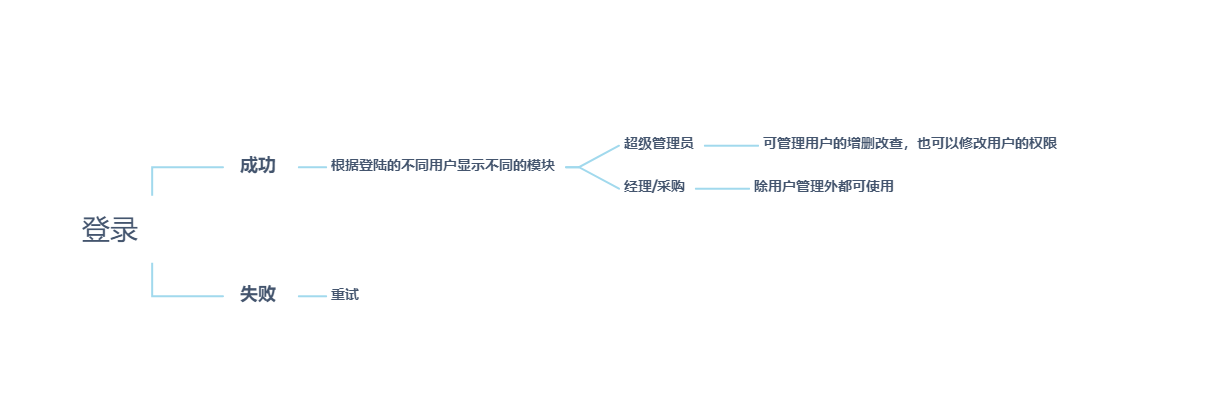 登录
成功
根据登陆的不同用户显示不同的模块
超级管理员
可管理用户的增删改查，也可以修改用户的权限
经理/采购
除用户管理外都可使用
失败
重试